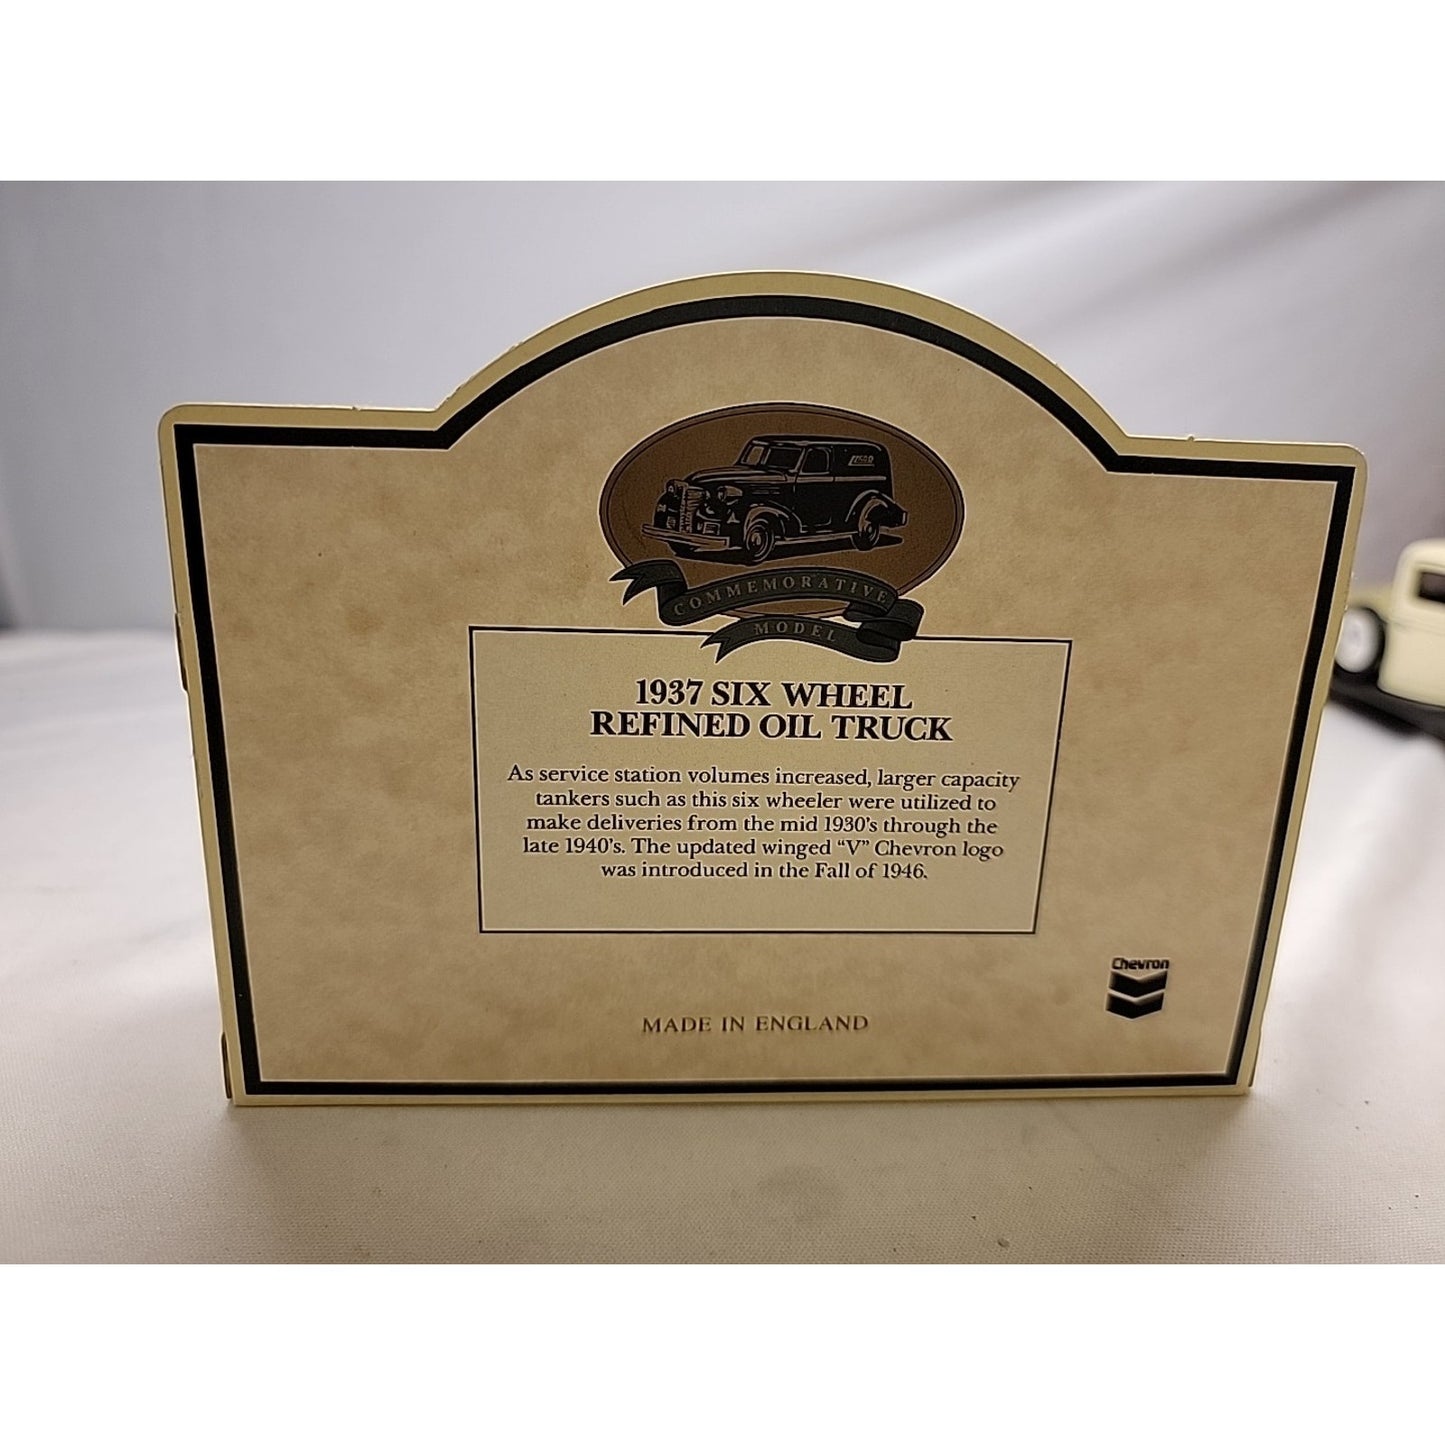 COMMEMORATIVE
MODEL
1937 SIX WHEEL
REFINED OIL TRUCK
As service station volumes increased, larger capacity
tankers such as this six wheeler were utilized to
make deliveries from the mid 1930's through the
late 1940's. The updated winged "V" Chevron logo
was introduced in the Fall of 1946.
Chevron
MADE IN ENGLAND